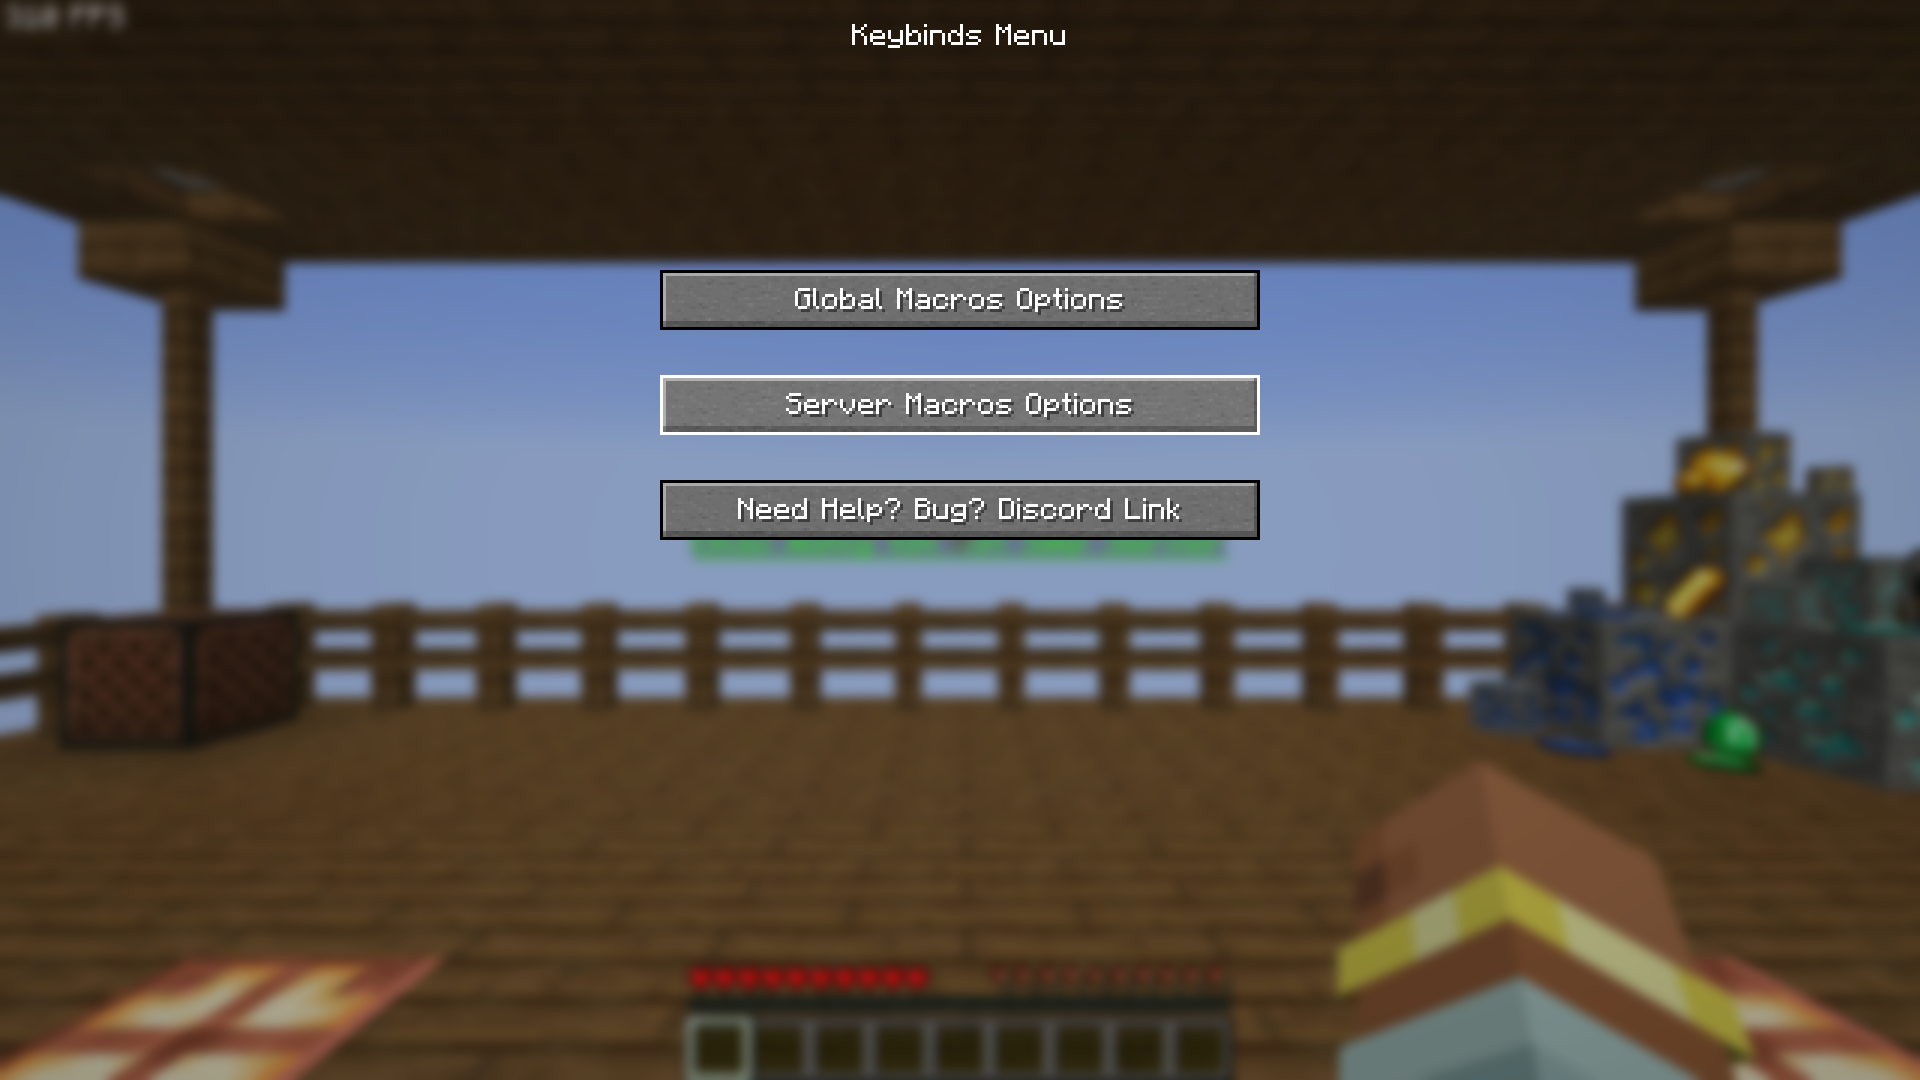 Keybinds Menu
Global Macros Options
Server Macros Options
Need Help? Bug? Discord Link